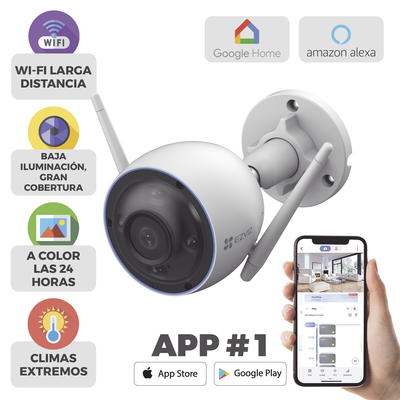 WiFi
WI-FI LARGA
DISTANCIA
BAJA
ILUMINACIÓN,
GRAN
COBERTURA
A COLOR
LAS 24
HORAS
CLIMAS
EXTREMOS
Google Home
amazon alexa
EZVIZ
APP #1
App Store
Google Play